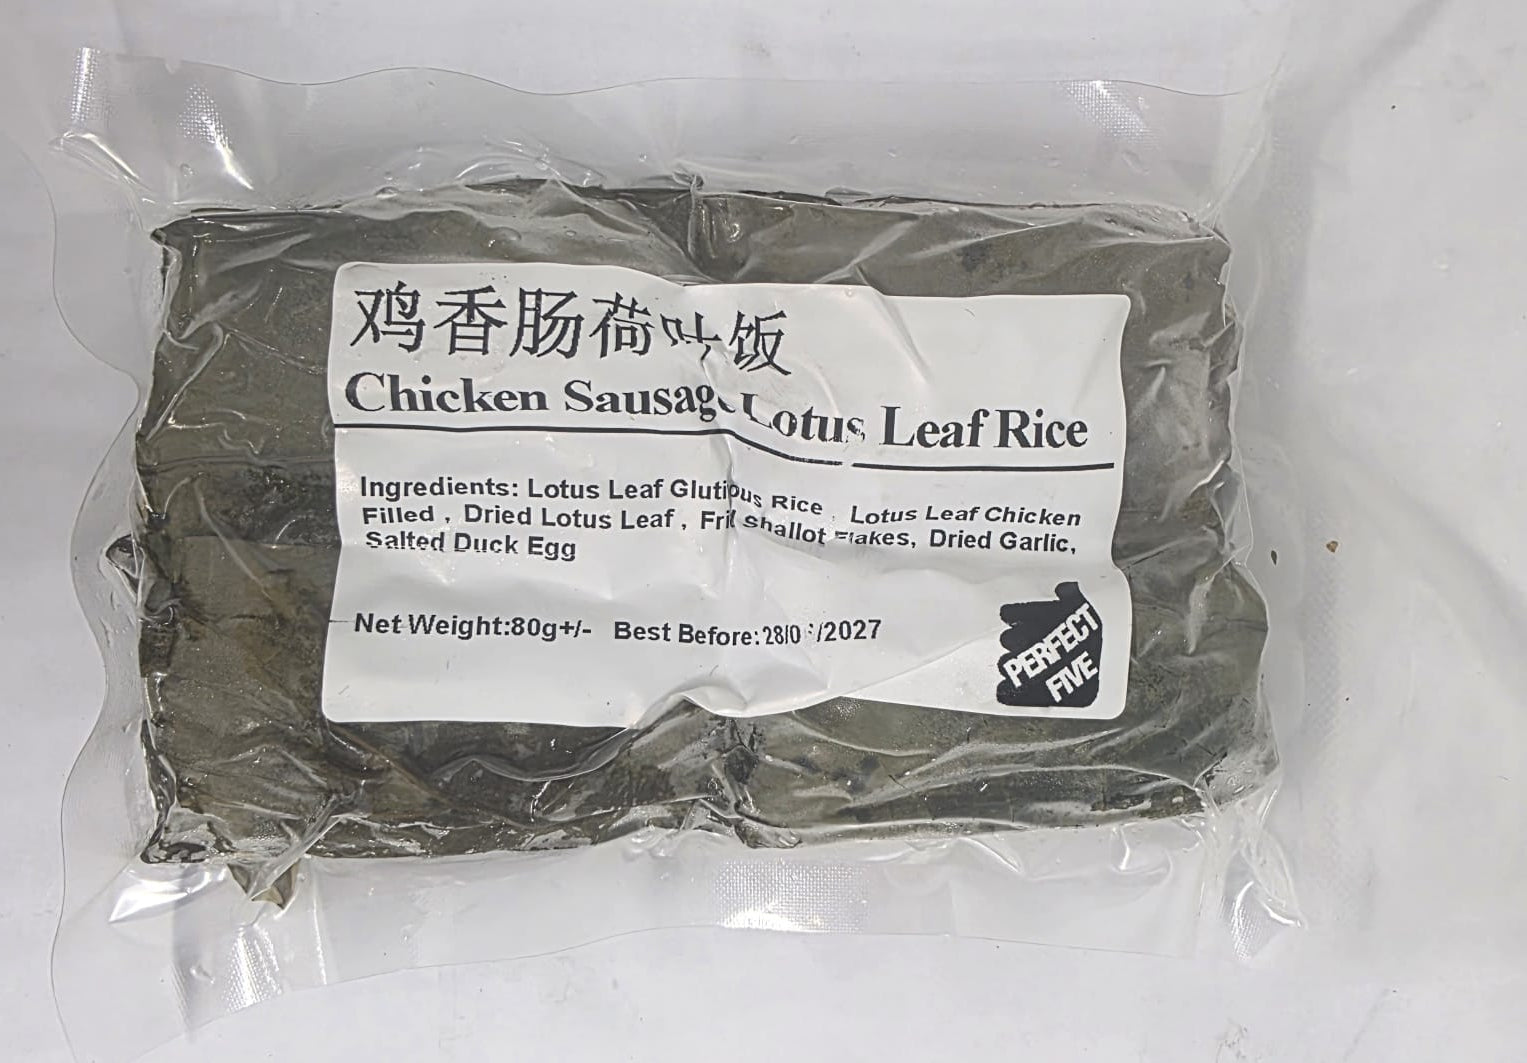 鸡香肠荷叶饭
Chicken Sausage Lotus Leaf Rice
Ingredients: Lotus Leaf Glutious Rice , Lotus Leaf Chicken
Filled , Dried Lotus Leaf , shallot Flakes, Dried Garlic,
Salted Duck Egg
Net Weight:80g+/- Best Before:
PERFECT
FIVE